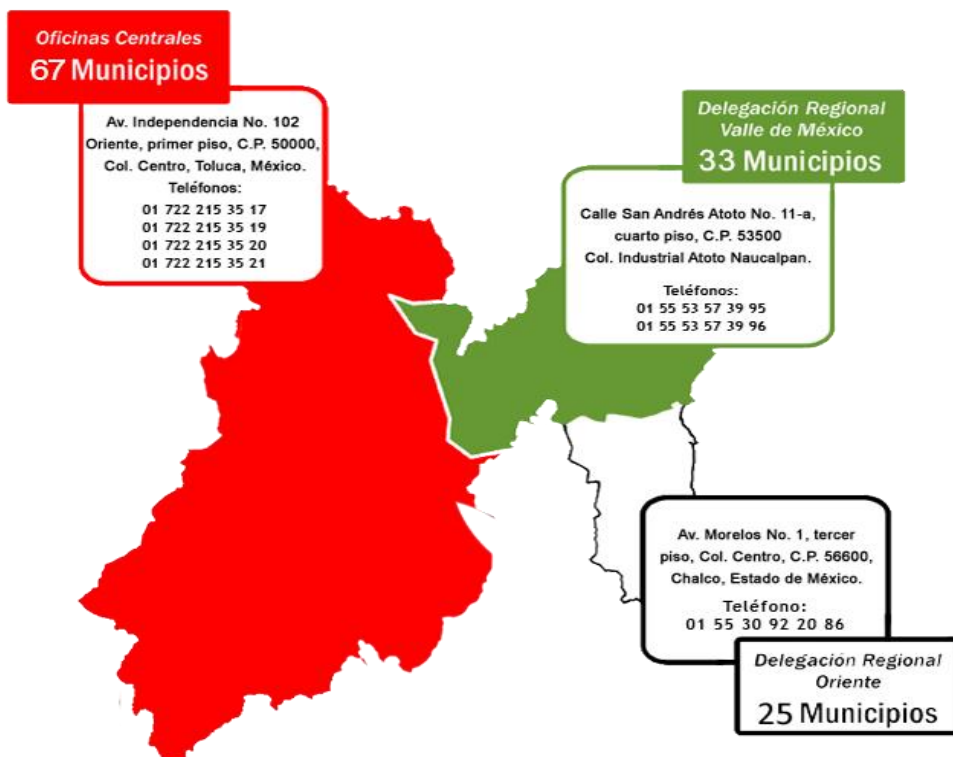 Oficinas Centrales
67 Municipios
Av. Independencia No. 102
Oriente, primer piso, C.P. 50000,
Col. Centro, Toluca, México.
Teléfonos:
01 722 215 35 17
01 722 215 35 19
01 722 215 35 20
01 722 215 35 21
Delegación Regional
Valle de México
33 Municipios
Calle San Andrés Atoto No. 11-a,
cuarto piso, C.P. 53500
Col. Industrial Atoto Naucalpan.
Teléfonos:
01 55 53 57 39 95
01 55 53 57 39 96
Av. Morelos No. 1, tercer
piso, Col. Centro, C.P. 56600,
Chalco, Estado de México.
Teléfono:
01 55 30 92 20 86
Delegación Regional
Oriente
25 Municipios